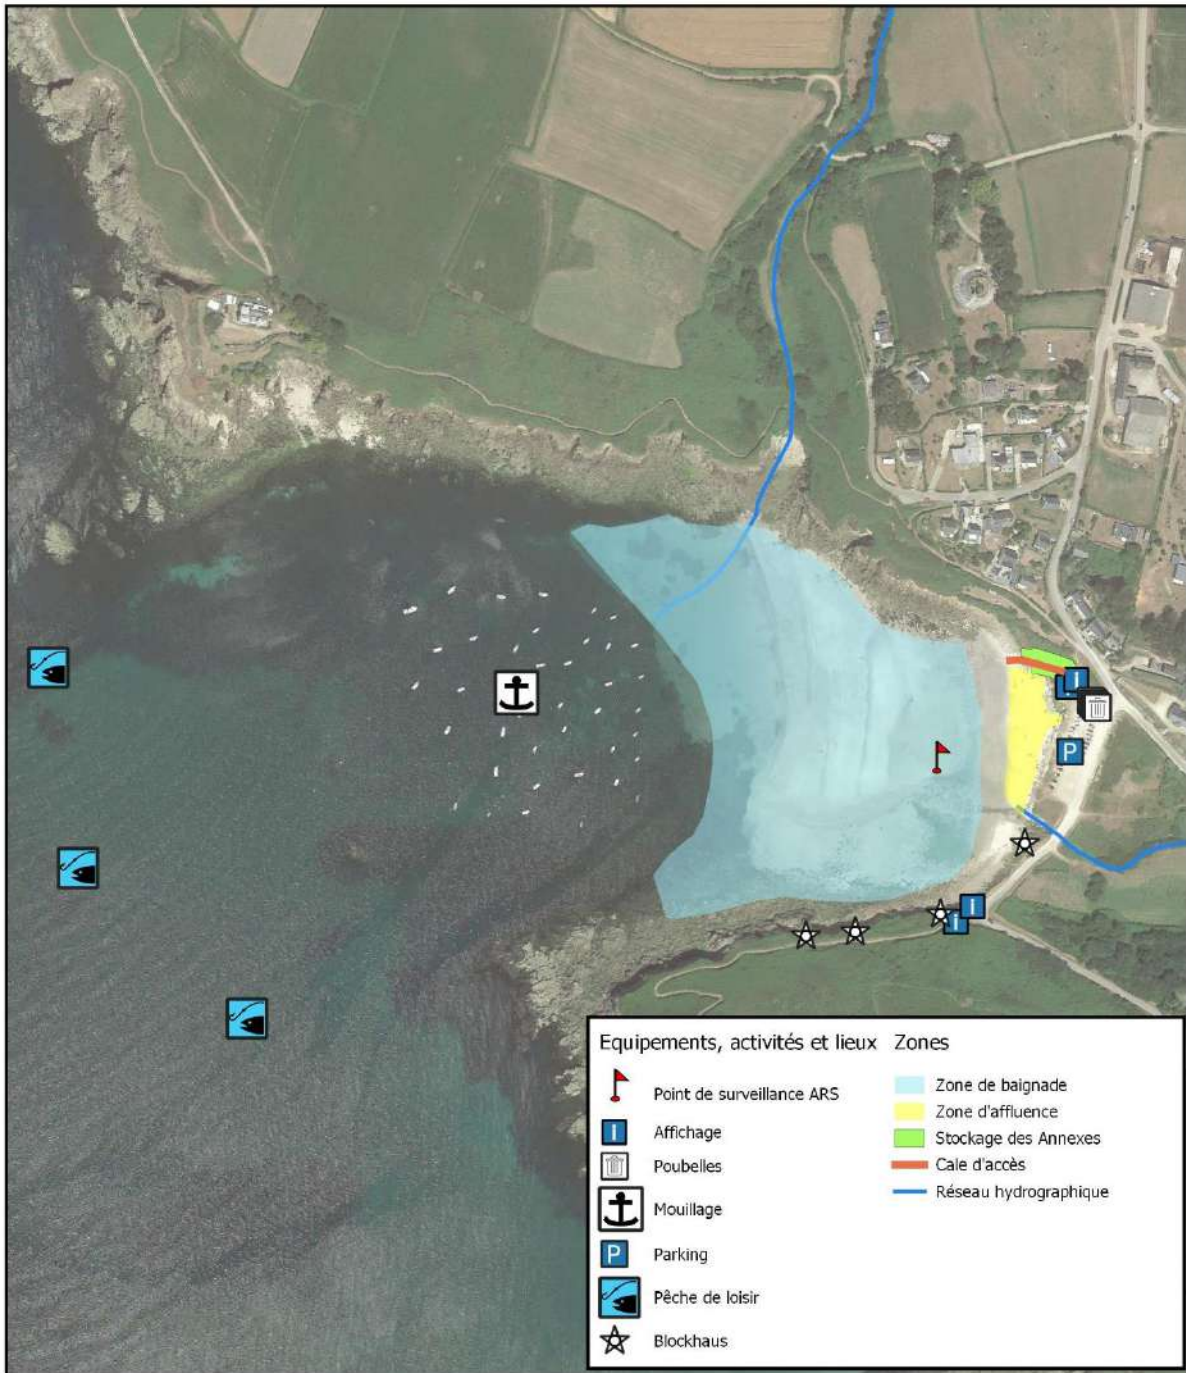 Equipements, activités et lieux
Point de surveillance ARS
i Affichage
Poubelles
Mouillage
P Parking
Pêche de loisir
Blockhaus
Zones
Zone de baignade
Zone d'affluence
Stockage des Annexes
Cale d'accès
Réseau hydrographique
i
P
i
i